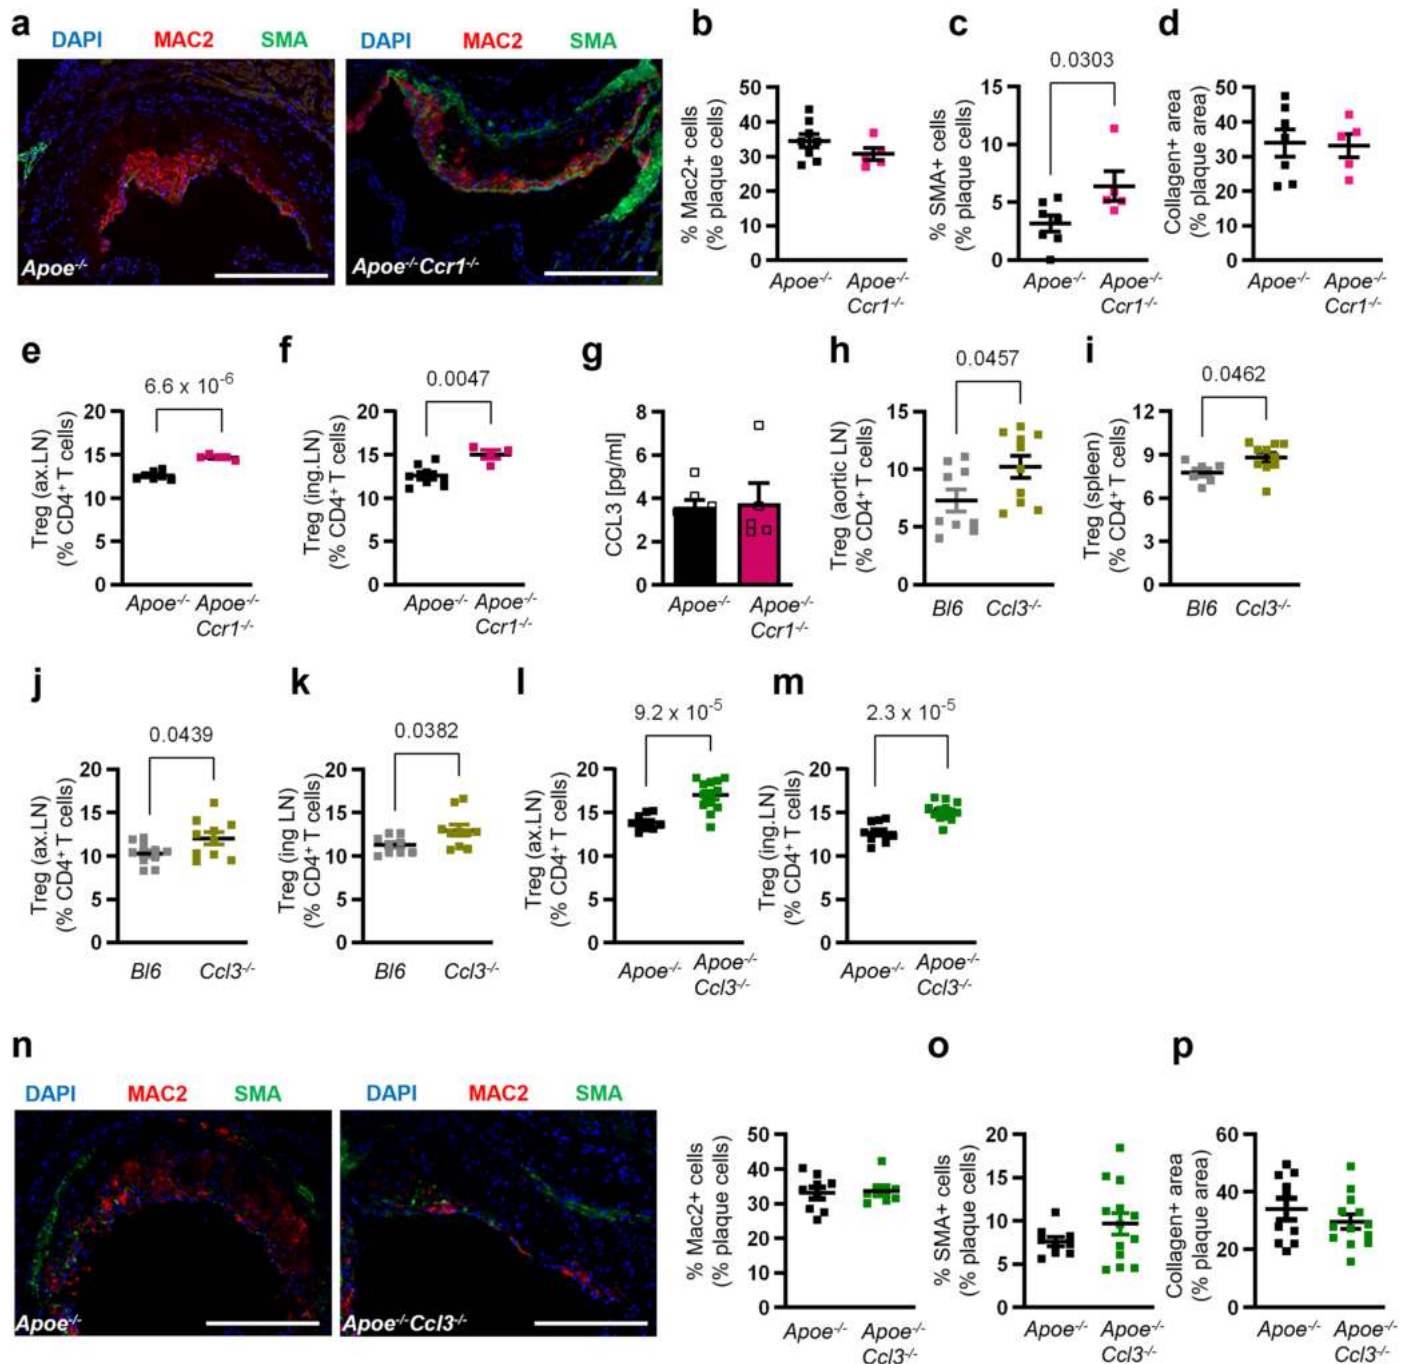 a
DAPI MAC2 SMA DAPI MAC2 SMA
Apoe-/-
Apoe-/-Ccr1-/-
b
% Mac2+ cells
(% plaque cells)
50
40
30
20
10
0
Apoe-/- Apoe-/-
Ccr1-/-
c
0.0303
% SMA+ cells
(% plaque cells)
15
10
5
0
Apoe-/- Apoe-/-
Ccr1-/-
d
Collagen+ area
(% plaque area)
50
40
30
20
10
0
Apoe-/- Apoe-/-
Ccr1-/-
e
6.6 x 10-6
Treg (ax.LN)
(% CD4+ T cells)
20
15
10
5
0
Apoe-/- Apoe-/-
Ccr1-/-
f
0.0047
Treg (ing.LN)
(% CD4+ T cells)
20
15
10
5
0
Apoe-/- Apoe-/-
Ccr1-/-
g
CCL3 [pg/ml]
8
6
4
2
0
Apoe-/- Apoe-/-
Ccr1-/-
h
0.0457
Treg (aortic LN)
(% CD4+ T cells)
15
10
5
0
Bl6 Ccl3-/-
i
0.0462
Treg (spleen)
(% CD4+ T cells)
12
9
6
3
0
Bl6 Ccl3-/-
j
0.0439
Treg (ax.LN)
(% CD4+ T cells)
20
15
10
5
0
Bl6 Ccl3-/-
k
0.0382
Treg (ing LN)
(% CD4+ T cells)
20
15
10
5
0
Bl6 Ccl3-/-
l
9.2 x 10-5
Treg (ax.LN)
(% CD4+ T cells)
20
15
10
5
0
Apoe-/- Apoe-/-
Ccl3-/-
m
2.3 x 10-5
Treg (ing.LN)
(% CD4+ T cells)
20
15
10
5
0
Apoe-/- Apoe-/-
Ccl3-/-
n
DAPI MAC2 SMA DAPI MAC2 SMA
Apoe-/-
Apoe-/-Ccl3-/-
% Mac2+ cells
(% plaque cells)
50
40
30
20
10
0
Apoe-/- Apoe-/-
Ccl3-/-
o
% SMA+ cells
(% plaque cells)
20
15
10
5
0
Apoe-/- Apoe-/-
Ccl3-/-
p
Collagen+ area
(% plaque area)
60
40
20
0
Apoe-/- Apoe-/-
Ccl3-/-